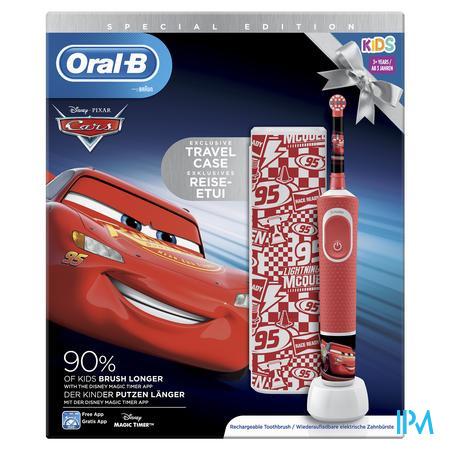 SPECIAL EDITION
Oral-B
by BRAUN
KiDS
3+ YEARS/
AB 3 JAHREN
Disney · PIXAR
Cars
EXCLUSIVE
TRAVEL
CASE
EXKLUSIVES
REISE-
ETUI
McQUEEN
95
RACE READY
LIGHTNING
McQUEEN
95
90%
OF KIDS BRUSH LONGER
WITH THE DISNEY MAGIC TIMER APP
DER KINDER PUTZEN LÄNGER
MIT DER DISNEY MAGIC TIMER APP
Free App
Gratis App
Disney
MAGIC TIMER™
Rechargeable Toothbrush / Wiederaufladbare elektrische Zahnbürste
IPM